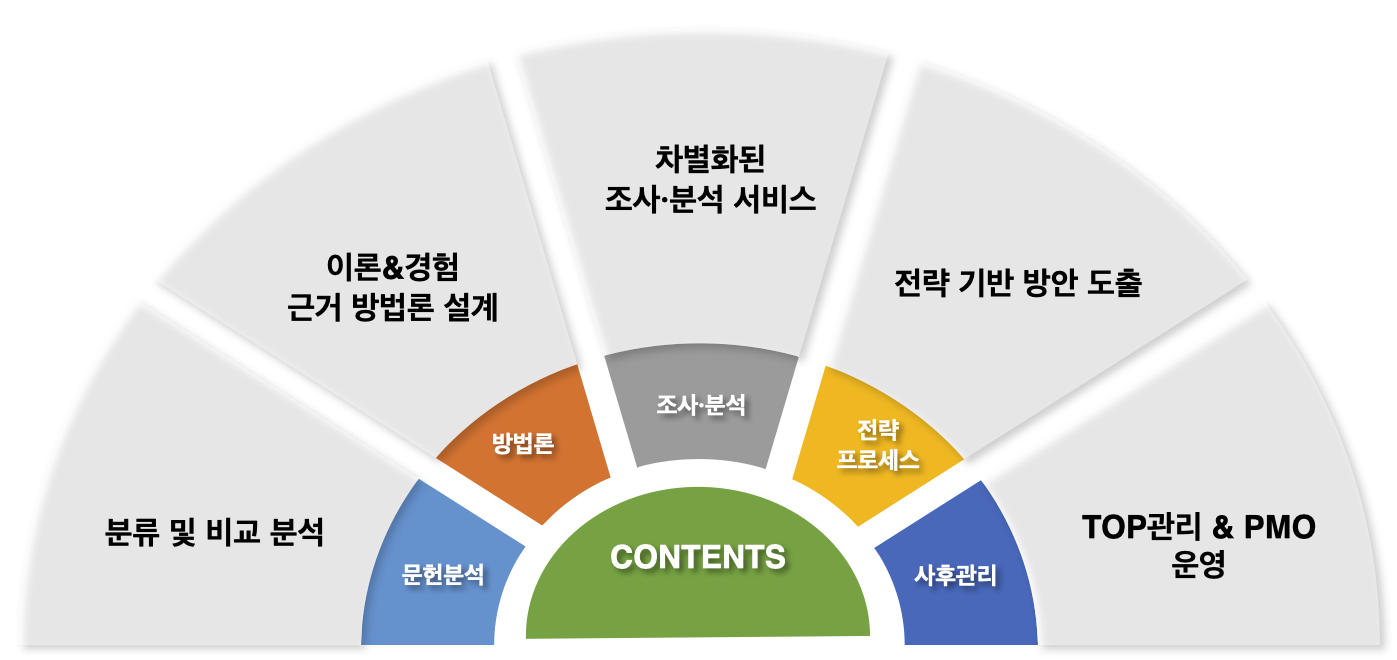 차별화된
조사·분석 서비스
이론&경험
근거 방법론 설계
전략 기반 방안 도출
분류 및 비교 분석
TOP관리 & PMO
운영
조사·분석
방법론
전략
프로세스
문헌분석
사후관리
CONTENTS